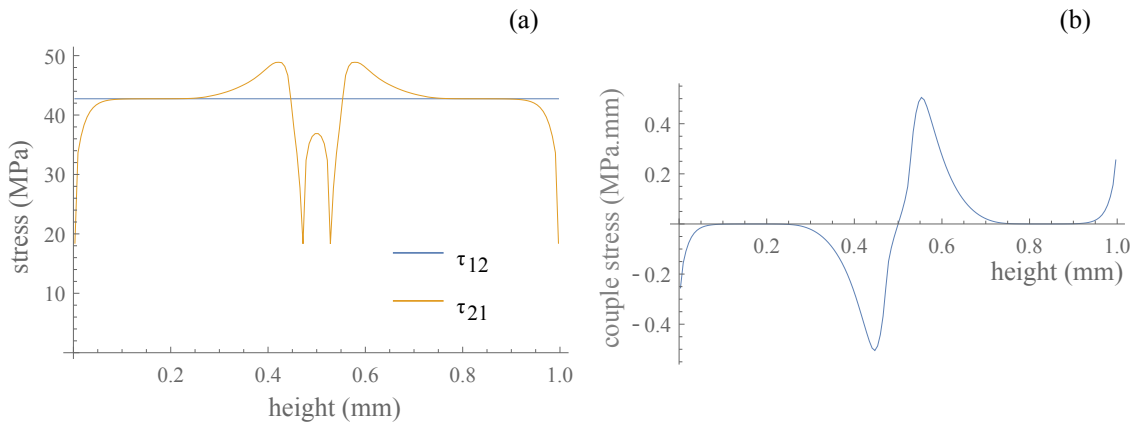 (a)
50
40
30
20
10
0.2 0.4 0.6 0.8 1.0
stress (MPa)
height (mm)
τ12
τ21
(b)
0.4
0.2
0.2 0.4 0.6 0.8 1.0
-0.2
-0.4
couple stress (MPa.mm)
height (mm)